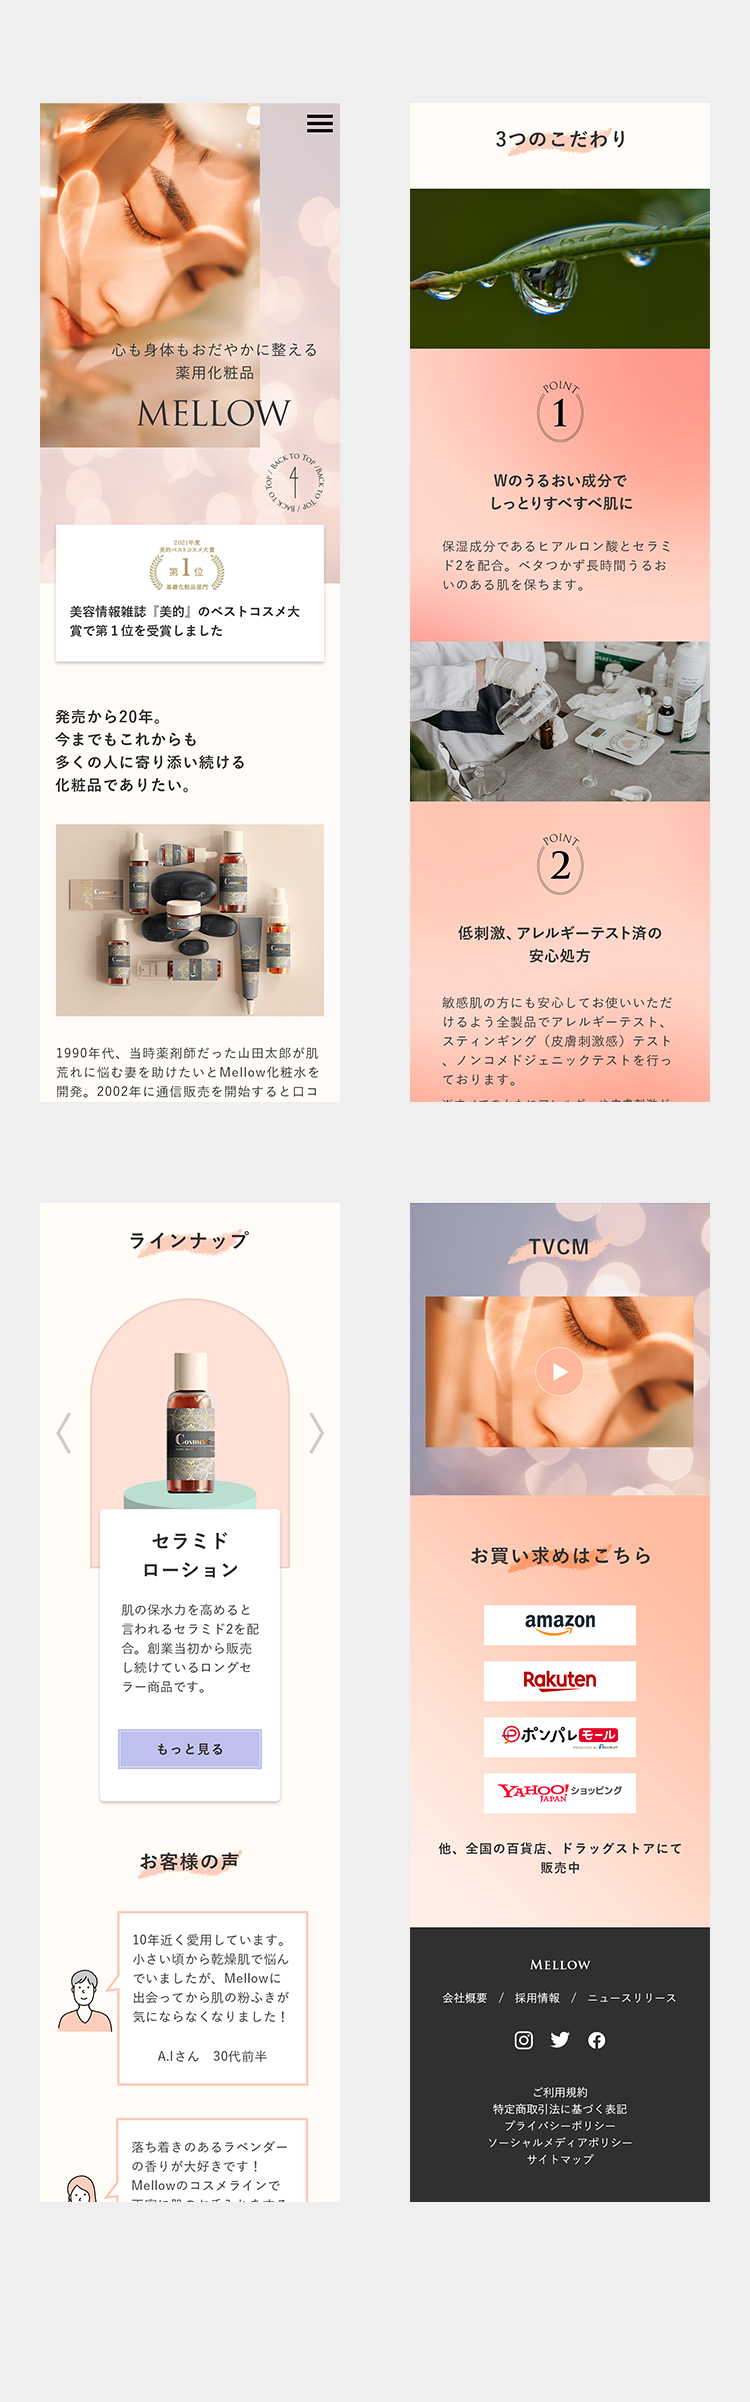 心も身体もおだやかに整える
薬用化粧品
MELLOW
BACK TO TOP / BACK TO TOP / BACK TO TOP /
2021年度
美的ベストコスメ大賞
第1位
基礎化粧品部門
美容情報雑誌『美的』のベストコスメ大
賞で第1位を受賞しました
発売から20年。
今までもこれからも
多くの人に寄り添い続ける
化粧品でありたい。
1990年代、当時薬剤師だった山田太郎が肌
荒れに悩む妻を助けたいとMellow化粧水を
開発。2002年に通信販売を開始すると口コ
3つのこだわり
POINT
1
Wのうるおい成分で
しっとりすべすべ肌に
保湿成分であるヒアルロン酸とセラミ
ド2を配合。ベタつかず長時間うるお
いのある肌を保ちます。
POINT
2
低刺激、アレルギーテスト済の
安心処方
敏感肌の方にも安心してお使いいただ
けるよう全製品でアレルギーテスト、
スティンギング（皮膚刺激感）テスト
、ノンコメドジェニックテストを行っ
ております。
ラインナップ
Cosmetic
セラミド
ローション
肌の保水力を高めると
言われるセラミド2を配
合。創業当初から販売
し続けているロングセ
ラー商品です。
もっと見る
お客様の声
10年近く愛用しています。
小さい頃から乾燥肌で悩ん
でいましたが、Mellowに
出会ってから肌の粉ふきが
気にならなくなりました！
A.Iさん　30代前半
落ち着きのあるラベンダー
の香りが大好きです！
Mellowのコスメラインで
TVCM
お買い求めはこちら
amazon
Rakuten
ポンパレモール
PRODUCED BY RECRUIT
YAHOO! JAPAN ショッピング
他、全国の百貨店、ドラッグストアにて
販売中
MELLOW
会社概要　/　採用情報　/　ニュースリリース
ご利用規約
特定商取引法に基づく表記
プライバシーポリシー
ソーシャルメディアポリシー
サイトマップ